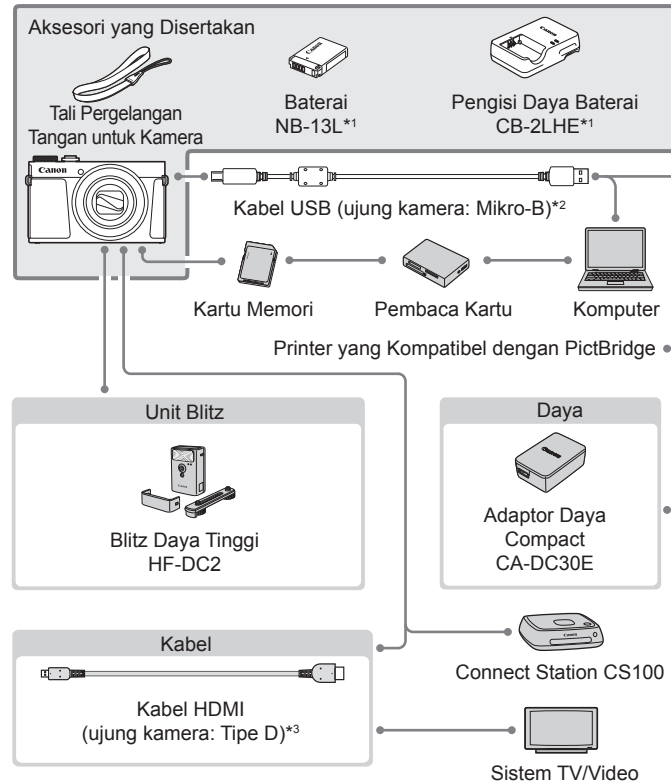 Aksesori yang Disertakan
Tali Pergelangan
Tangan untuk Kamera
Baterai
NB-13L*1
Pengisi Daya Baterai
CB-2LHE*1
Canon
Kabel USB (ujung kamera: Mikro-B)*2
Kartu Memori
Pembaca Kartu
Komputer
Printer yang Kompatibel dengan PictBridge
Unit Blitz
Blitz Daya Tinggi
HF-DC2
Daya
Adaptor Daya
Compact
CA-DC30E
Kabel
Kabel HDMI
(ujung kamera: Tipe D)*3
Connect Station CS100
Sistem TV/Video